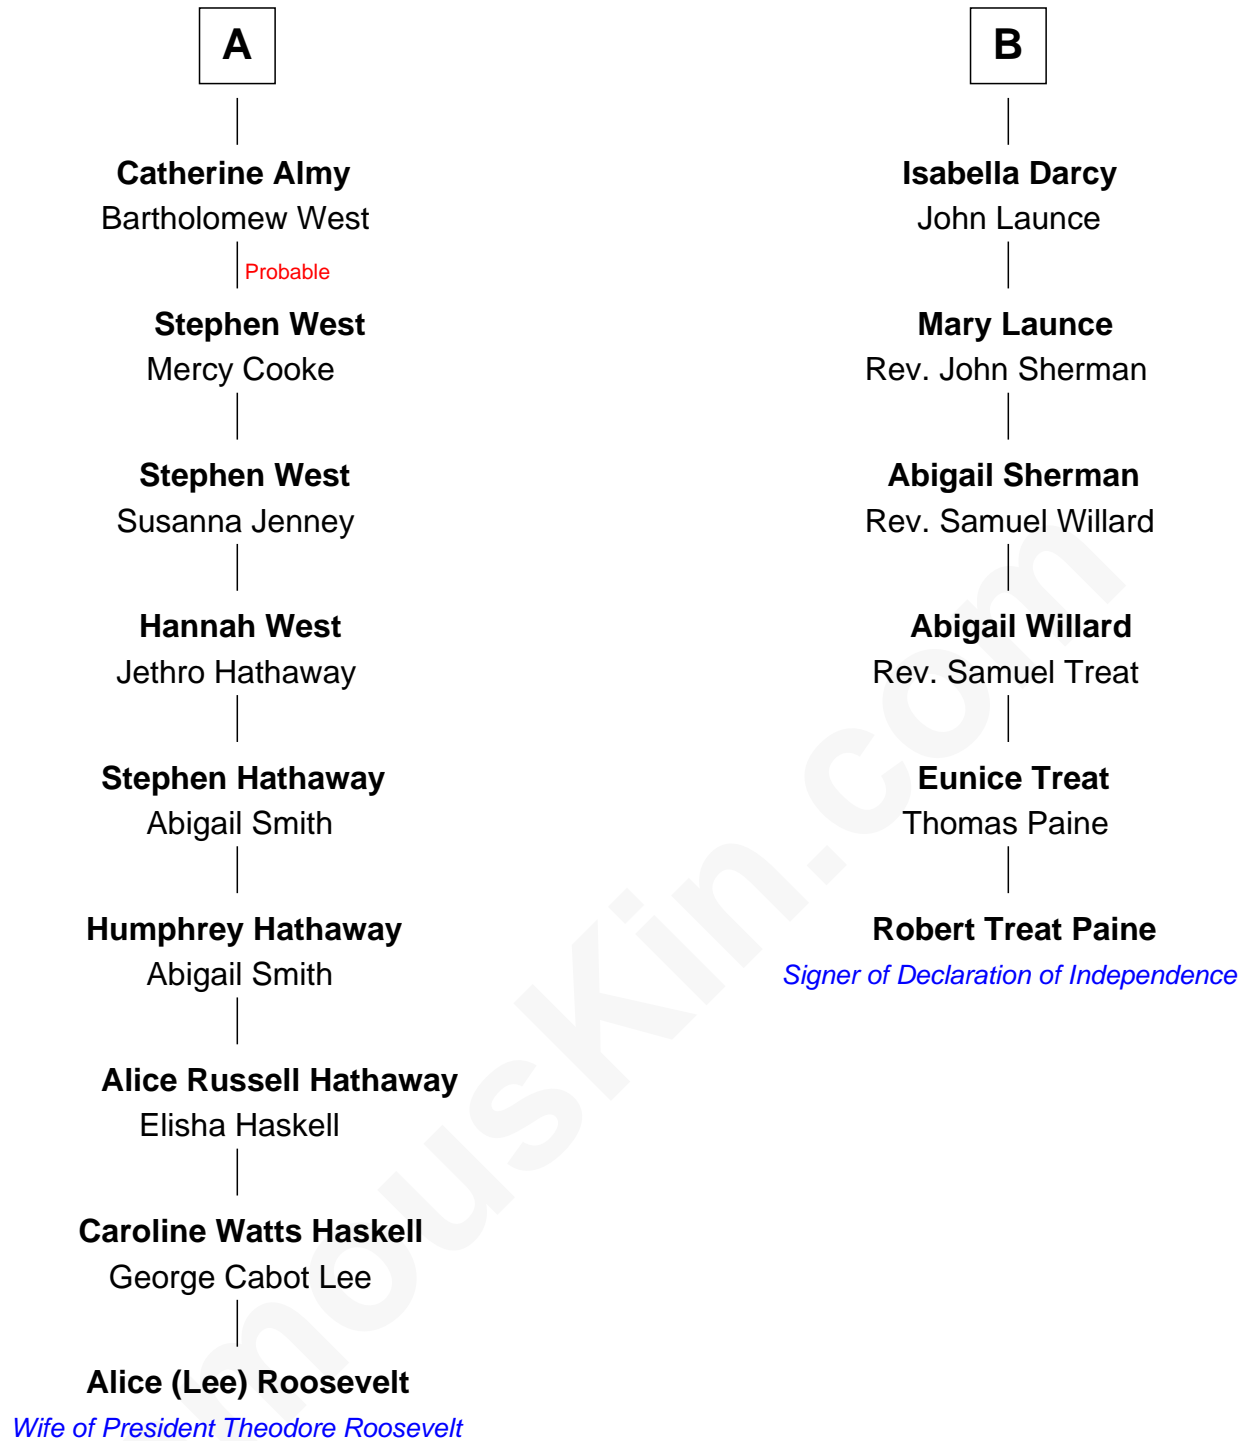 A
Catherine Almy
Bartholomew West
Probable
Stephen West
Mercy Cooke
Stephen West
Susanna Jenney
Hannah West
Jethro Hathaway
Stephen Hathaway
Abigail Smith
Humphrey Hathaway
Abigail Smith
Alice Russell Hathaway
Elisha Haskell
Caroline Watts Haskell
George Cabot Lee
Alice (Lee) Roosevelt
Wife of President Theodore Roosevelt
B
Isabella Darcy
John Launce
Mary Launce
Rev. John Sherman
Abigail Sherman
Rev. Samuel Willard
Abigail Willard
Rev. Samuel Treat
Eunice Treat
Thomas Paine
Robert Treat Paine
Signer of Declaration of Independence
mouskin.com